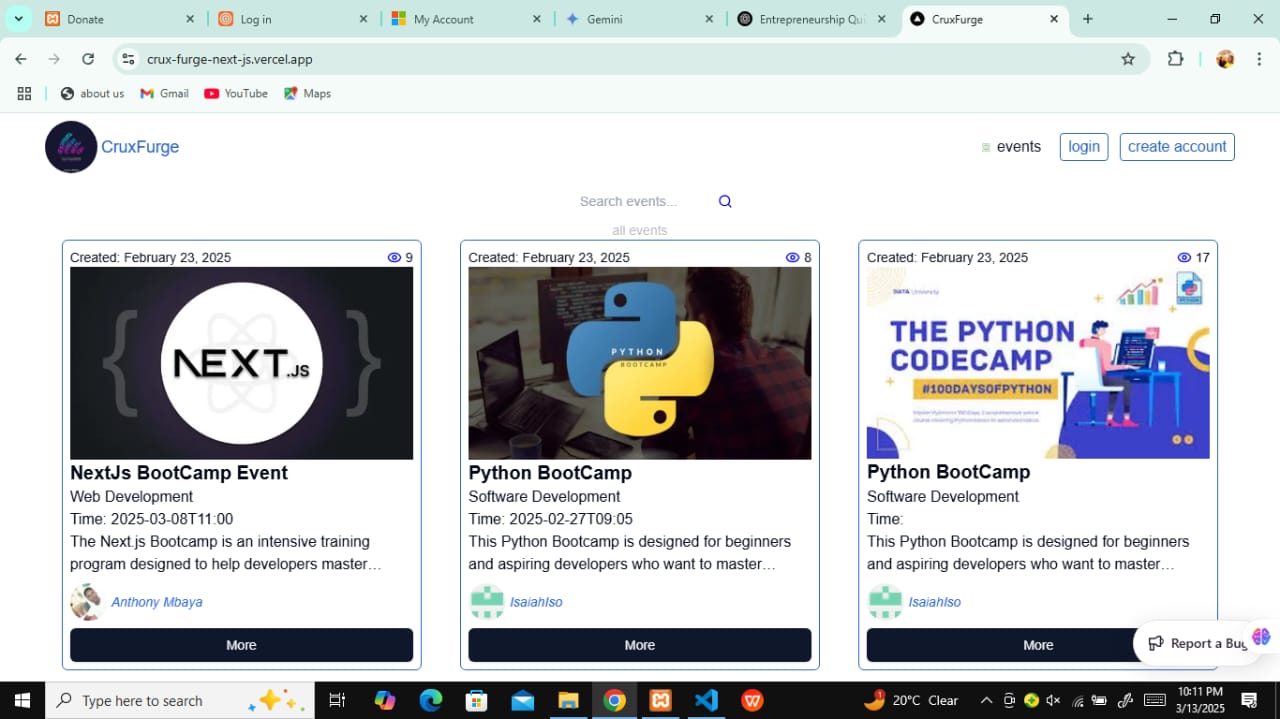 Donate
Log in
My Account
Gemini
Entrepreneurship Qu
CruxFurge
crux-furge-next-js.vercel.app
about us
Gmail
YouTube
Maps
CruxFurge
events
login
create account
Search events...
all events
Created: February 23, 2025
9
NEXT.JS
NextJs BootCamp Event
Web Development
Time: 2025-03-08T11:00
The Next.js Bootcamp is an intensive training
program designed to help developers master…
Anthony Mbaya
More
Created: February 23, 2025
8
PYTHON
BOOTCAMP
Python BootCamp
Software Development
Time: 2025-02-27T09:05
This Python Bootcamp is designed for beginners
and aspiring developers who want to master…
IsaiahIso
More
Created: February 23, 2025
17
DATA University
PYTHON
THE PYTHON
CODECAMP
#100DAYSOFPYTHON
Python BootCamp
Software Development
Time:
This Python Bootcamp is designed for beginners
and aspiring developers who want to master…
IsaiahIso
More
Report a Bug
Type here to search
1
20°C Clear
10:11 PM
3/13/2025